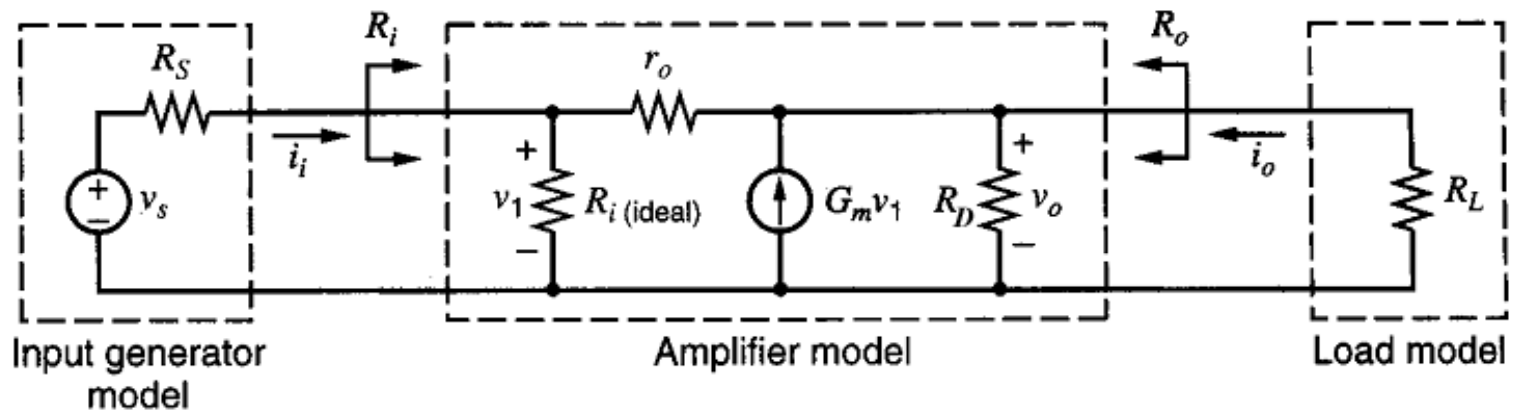 R_S
R_i
r_o
R_o
i_i
i_o
+
+
+
−
v_s
v_1
R_i (ideal)
G_m v_1
R_D
v_o
R_L
−
−
Input generator
model
Amplifier model
Load model